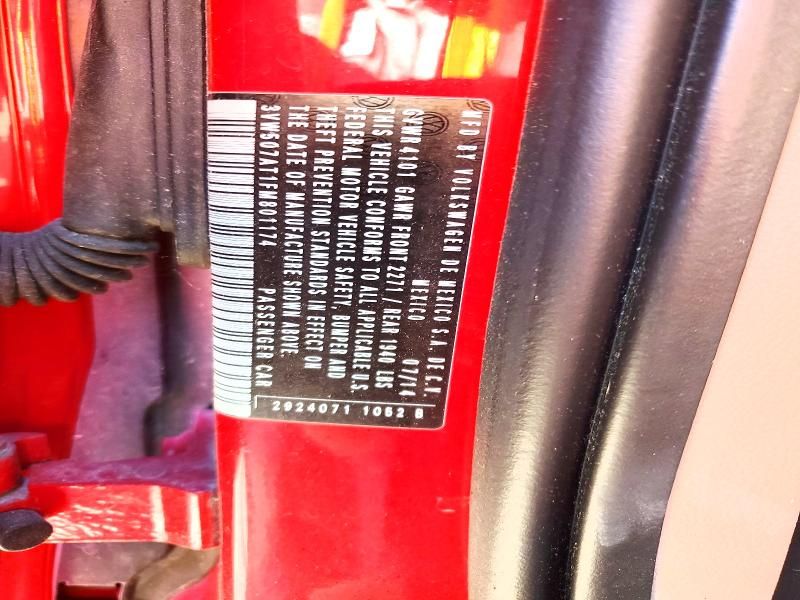 MFD BY VOLKSWAGEN DE MEXICO S.A. DE C.V.
MEXICO 07/14
GVWR 4101 GAWR FRONT 2271 / REAR 1940 LBS
THIS VEHICLE CONFORMS TO ALL APPLICABLE U.S.
FEDERAL MOTOR VEHICLE SAFETY, BUMPER AND
THEFT PREVENTION STANDARDS IN EFFECT ON
THE DATE OF MANUFACTURE SHOWN ABOVE.
3VW507AT1FM801174 PASSENGER CAR
2924071 1052 B